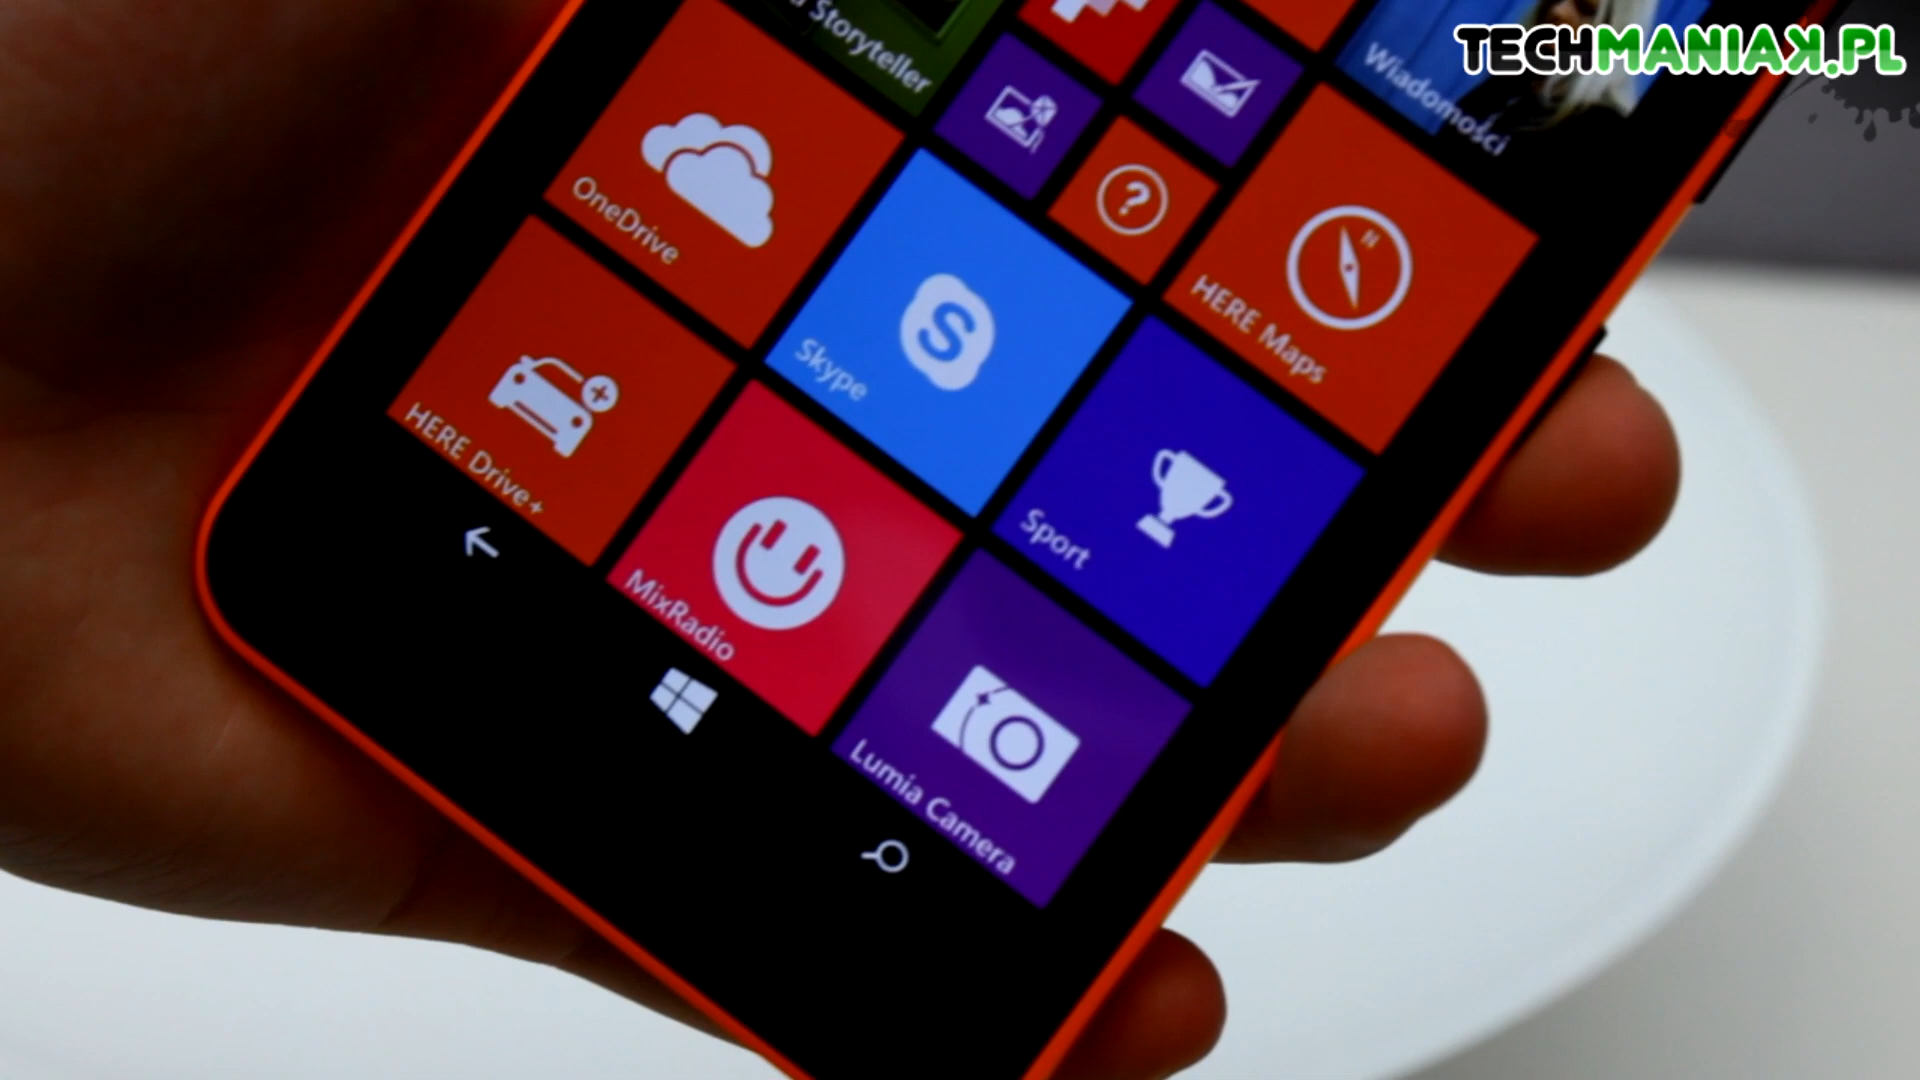 TECHMANIAK.PL
Storyteller
Wiadomości
OneDrive
HERE Maps
Skype
HERE Drive+
Sport
MixRadio
Lumia Camera